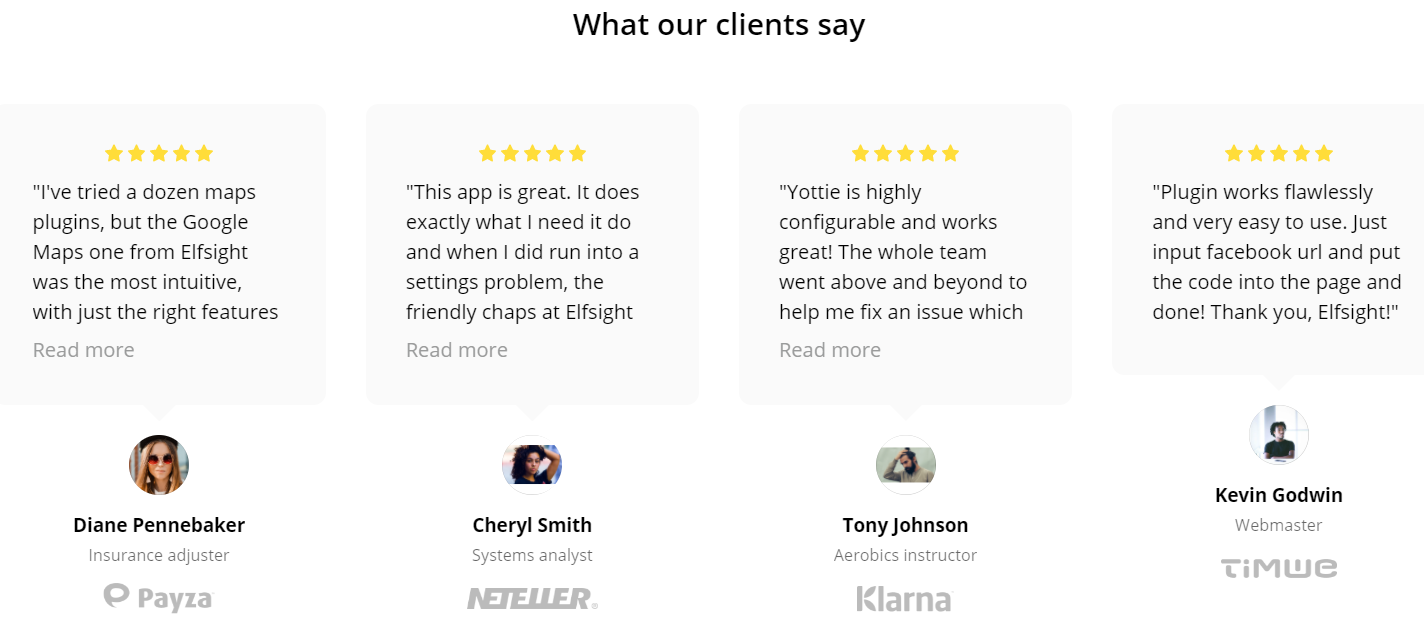 What our clients say
"I've tried a dozen maps
plugins, but the Google
Maps one from Elfsight
was the most intuitive,
with just the right features
Read more
Diane Pennebaker
Insurance adjuster
Payza
"This app is great. It does
exactly what I need it do
and when I did run into a
settings problem, the
friendly chaps at Elfsight
Read more
Cheryl Smith
Systems analyst
NETELLER®
"Yottie is highly
configurable and works
great! The whole team
went above and beyond to
help me fix an issue which
Read more
Tony Johnson
Aerobics instructor
Klarna
"Plugin works flawlessly
and very easy to use. Just
input facebook url and put
the code into the page and
done! Thank you, Elfsight!"
Kevin Godwin
Webmaster
TIMWE